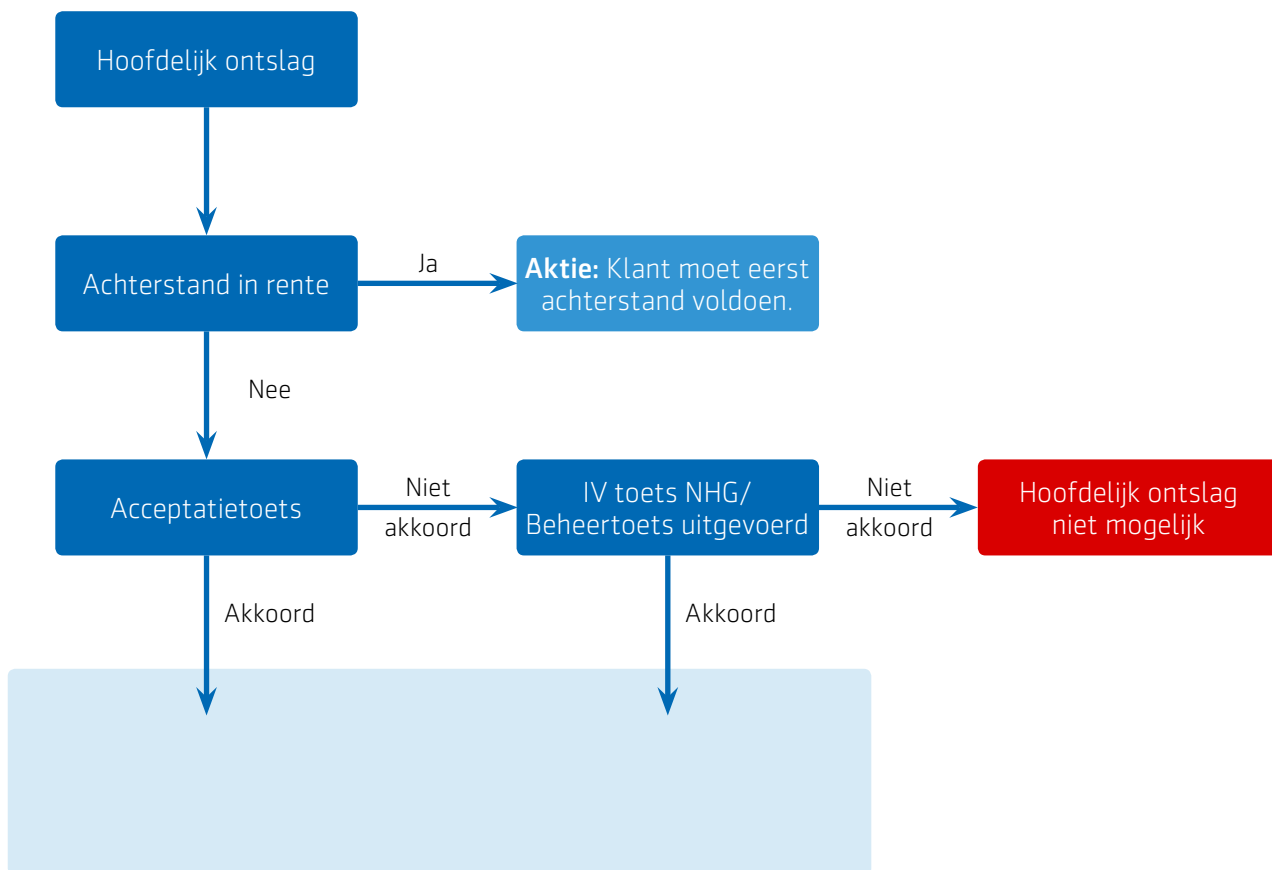 Hoofdelijk ontslag
Achterstand in rente
Ja
Aktie: Klant moet eerst
achterstand voldoen.
Nee
Acceptatietoets
Niet
akkoord
IV toets NHG/
Beheertoets uitgevoerd
Niet
akkoord
Hoofdelijk ontslag
niet mogelijk
Akkoord
Akkoord